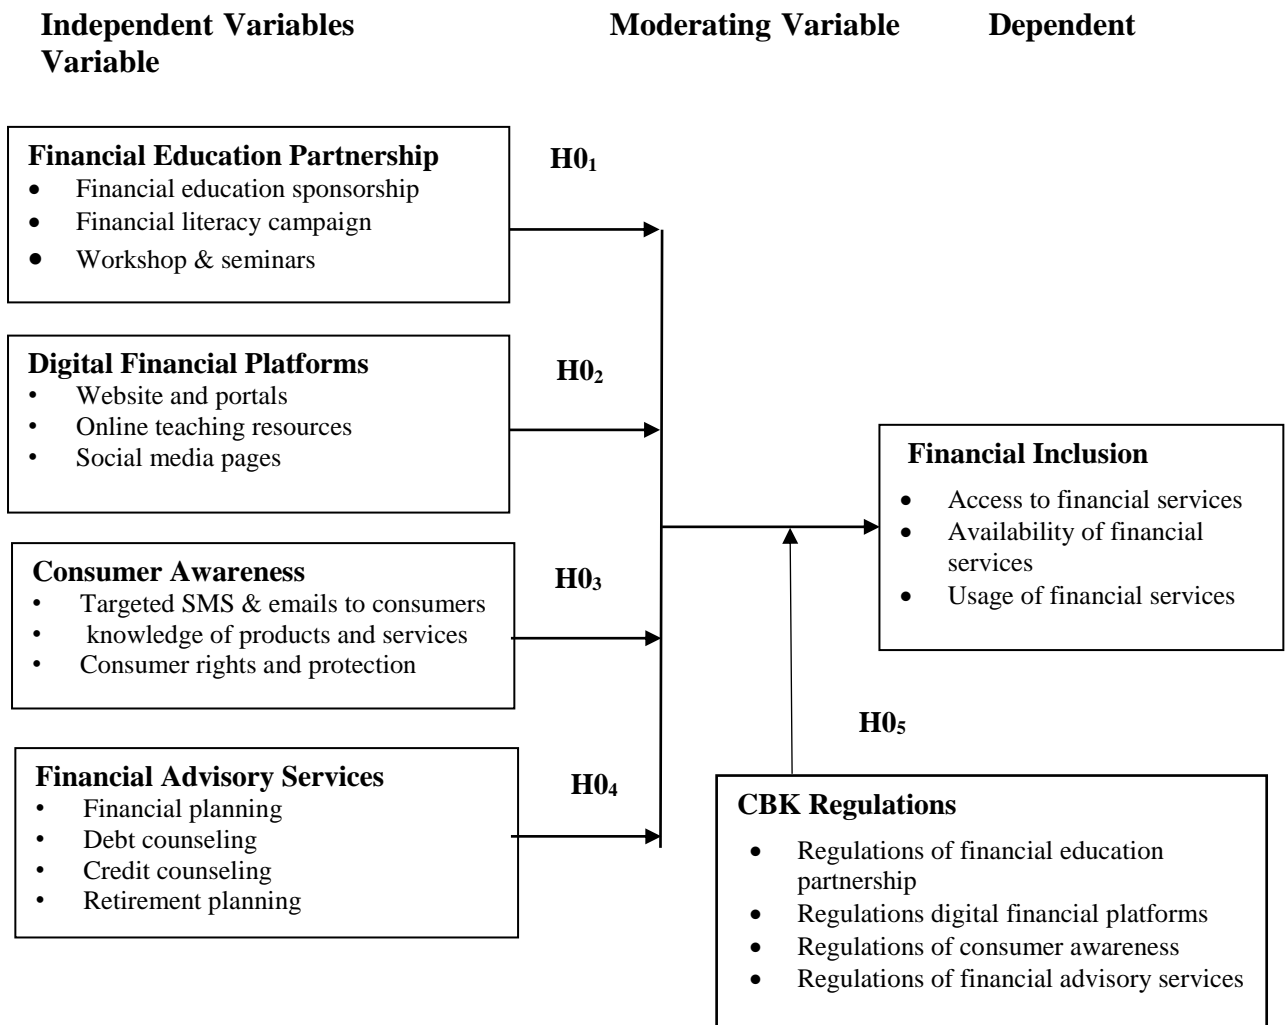 Independent Variables Moderating Variable Dependent
Variable
Financial Education Partnership
• Financial education sponsorship
• Financial literacy campaign
• Workshop & seminars
H0₁
Digital Financial Platforms
• Website and portals
• Online teaching resources
• Social media pages
H0₂
Consumer Awareness
• Targeted SMS & emails to consumers
• knowledge of products and services
• Consumer rights and protection
H0₃
Financial Advisory Services
• Financial planning
• Debt counseling
• Credit counseling
• Retirement planning
H0₄
Financial Inclusion
• Access to financial services
• Availability of financial
services
• Usage of financial services
H0₅
CBK Regulations
• Regulations of financial education
partnership
• Regulations digital financial platforms
• Regulations of consumer awareness
• Regulations of financial advisory services